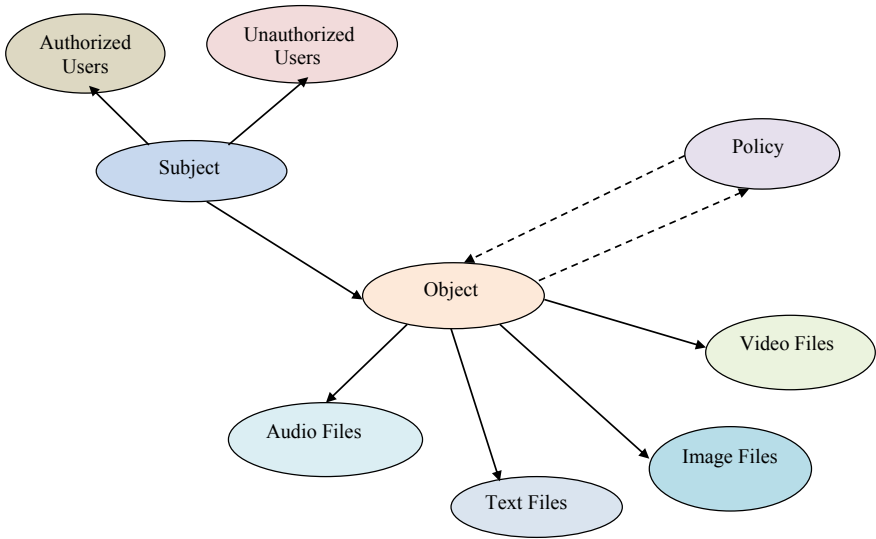 Authorized
Users
Unauthorized
Users
Subject
Policy
Object
Video Files
Audio Files
Image Files
Text Files